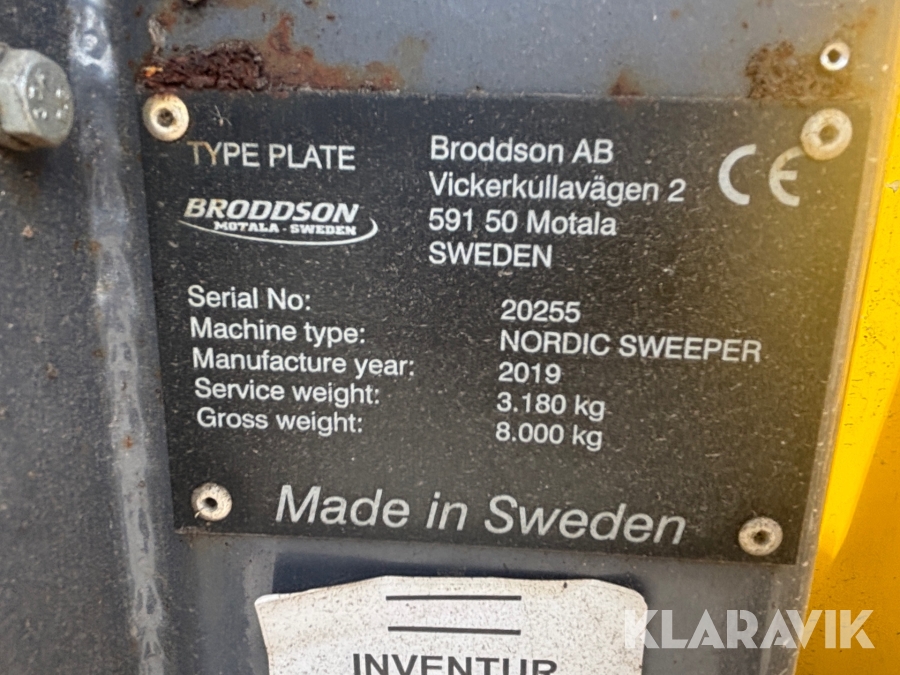 TYPE PLATE
BRODDSON
MOTALA - SWEDEN
Broddson AB
Vickerkullavägen 2
591 50 Motala
SWEDEN
CE
Serial No: 20255
Machine type: NORDIC SWEEPER
Manufacture year: 2019
Service weight: 3.180 kg
Gross weight: 8.000 kg
Made in Sweden
INVENTUR
KLARAVIK